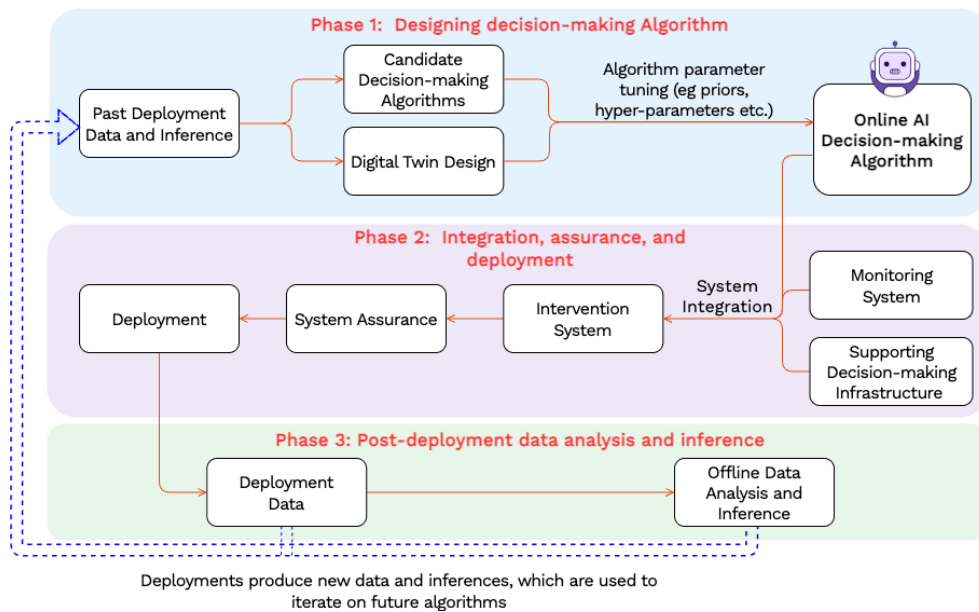 Phase 1: Designing decision-making Algorithm
Past Deployment
Data and Inference
Candidate
Decision-making
Algorithms
Digital Twin Design
Algorithm parameter
tuning (eg priors,
hyper-parameters etc.)
Online AI
Decision-making
Algorithm
Phase 2: Integration, assurance, and
deployment
Monitoring
System
Supporting
Decision-making
Infrastructure
System
Integration
Intervention
System
System Assurance
Deployment
Phase 3: Post-deployment data analysis and inference
Deployment
Data
Offline Data
Analysis and
Inference
Deployments produce new data and inferences, which are used to
iterate on future algorithms